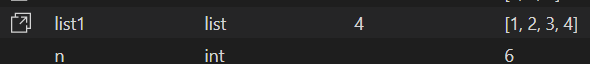 list1 list 4 [1, 2, 3, 4]
n int 6